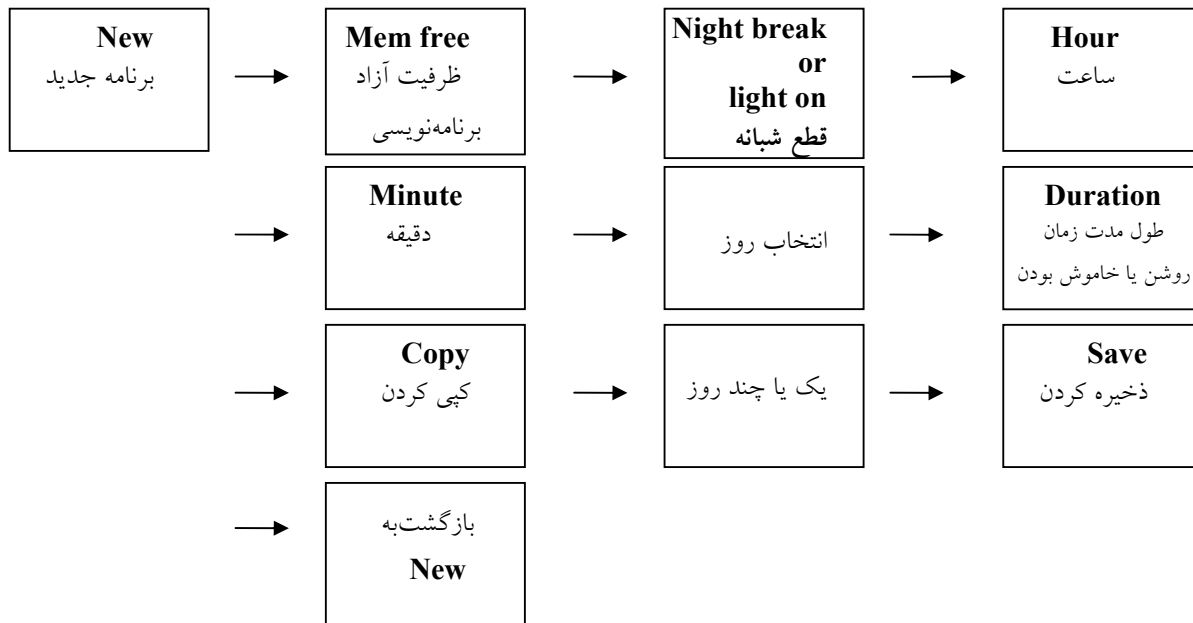 New
برنامه جدید
Mem free
ظرفیت آزاد
برنامه‌نویسی
Night break
or
light on
قطع شبانه
Hour
ساعت
Minute
دقیقه
انتخاب روز
Duration
طول مدت زمان
روشن یا خاموش بودن
Copy
کپی کردن
یک یا چند روز
Save
ذخیره کردن
بازگشت‌به
New